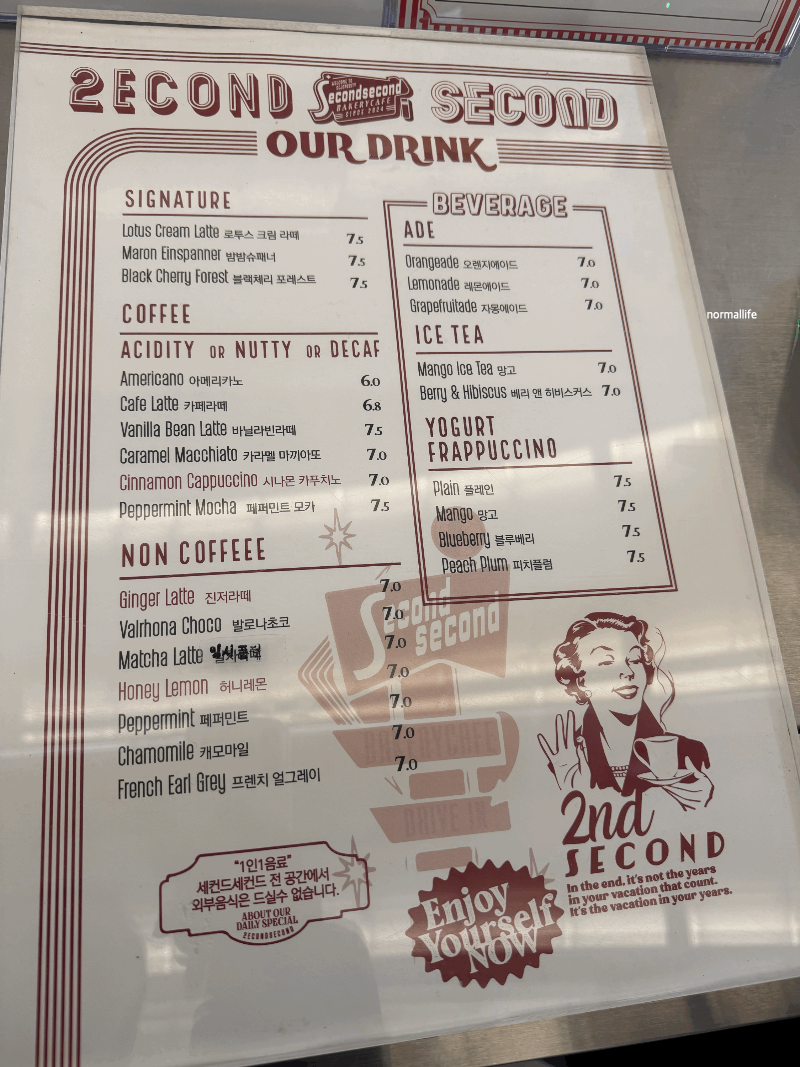 2ECOND
WELCOME TO
Secondsecond
BAKERYCAFE
SINCE 2024
SECOND
OUR DRINK
SIGNATURE
Lotus Cream Latte 로투스 크림 라떼 7.5
Maron Einspanner 밤밤슈패너 7.5
Black Cherry Forest 블랙체리 포레스트 7.5
COFFEE
ACIDITY OR NUTTY OR DECAF
Americano 아메리카노 6.0
Cafe Latte 카페라떼 6.8
Vanilla Bean Latte 바닐라빈라떼 7.5
Caramel Macchiato 카라멜 마끼아또 7.0
Cinnamon Cappuccino 시나몬 카푸치노 7.0
Peppermint Mocha 페퍼민트 모카 7.5
NON COFFEEE
Ginger Latte 진저라떼 7.0
Valrhona Choco 발로나초코 7.0
Matcha Latte 7.0
Honey Lemon 허니레몬 7.0
Peppermint 페퍼민트 7.0
Chamomile 캐모마일 7.0
French Earl Grey 프렌치 얼그레이 7.0
BEVERAGE
ADE
Orangeade 오렌지에이드 7.0
Lemonade 레몬에이드 7.0
Grapefruitade 자몽에이드 7.0
ICE TEA
Mango Ice Tea 망고 7.0
Berry & Hibiscus 베리 앤 히비스커스 7.0
YOGURT
FRAPPUCCINO
Plain 플레인 7.5
Mango 망고 7.5
Blueberry 블루베리 7.5
Peach Plum 피치플럼 7.5
Second
second
BAKERYCAFE
DRIVE IN
"1인1음료"
세컨드세컨드 전 공간에서
외부음식은 드실수 없습니다.
ABOUT OUR
DAILY SPECIAL
2ECONDSECOND
Enjoy
Yourself
NOW
2nd
SECOND
In the end, it's not the years
in your vacation that count.
It's the vacation in your years.
normallife